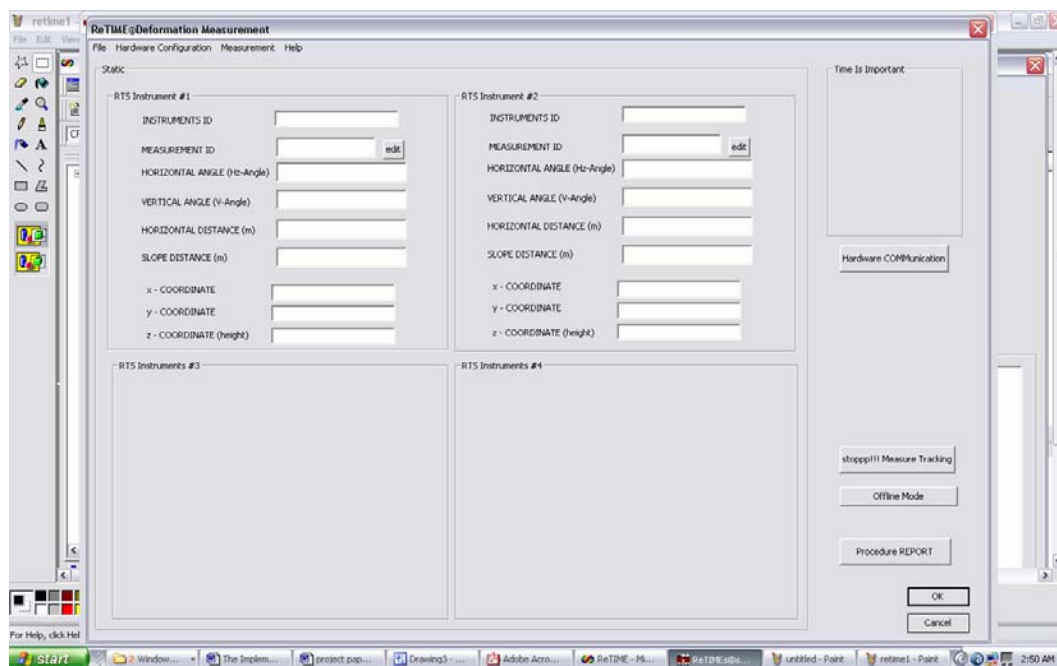 retime1 -
ReTIME@Deformation Measurement
File Edit View
File Hardware Configuration Measurement Help
Static
Time Is Important
RTS Instrument #1
INSTRUMENTS ID
MEASUREMENT ID
edit
HORIZONTAL ANGLE (Hz-Angle)
VERTICAL ANGLE (V-Angle)
HORIZONTAL DISTANCE (m)
SLOPE DISTANCE (m)
x - COORDINATE
y - COORDINATE
z - COORDINATE (height)
RTS Instrument #2
INSTRUMENTS ID
MEASUREMENT ID
edit
HORIZONTAL ANGLE (Hz-Angle)
VERTICAL ANGLE (V-Angle)
HORIZONTAL DISTANCE (m)
SLOPE DISTANCE (m)
x - COORDINATE
y - COORDINATE
z - COORDINATE (height)
RTS Instruments #3
RTS Instruments #4
Hardware COMMunication
stoppp!!! Measure Tracking
Offline Mode
Procedure REPORT
OK
Cancel
For Help, click Hel
start
2 Window...
The Implem...
project pap...
Drawing3 - ...
Adobe Acro...
ReTIME - Mi...
untitled - Paint
retime1 - Paint
2:50 AM